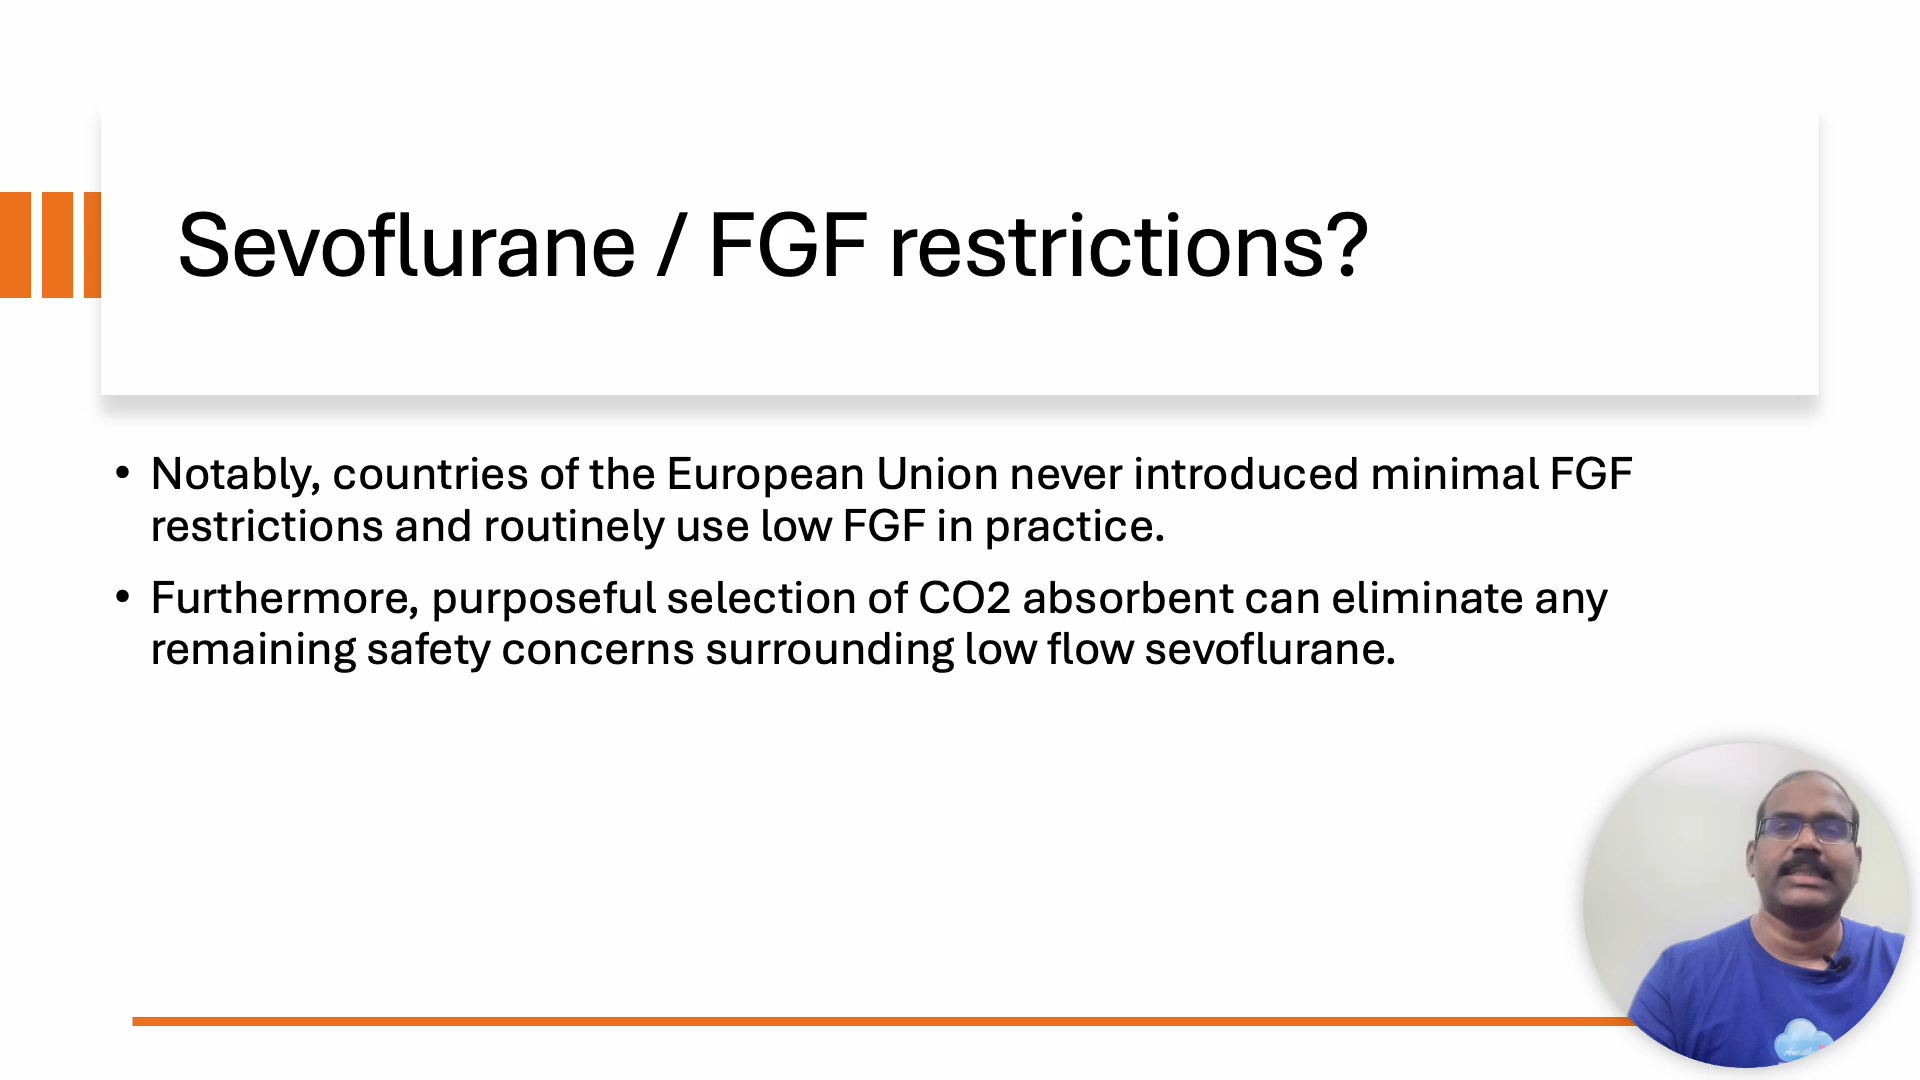 Sevoflurane / FGF restrictions?
• Notably, countries of the European Union never introduced minimal FGF
restrictions and routinely use low FGF in practice.
• Furthermore, purposeful selection of CO2 absorbent can eliminate any
remaining safety concerns surrounding low flow sevoflurane.